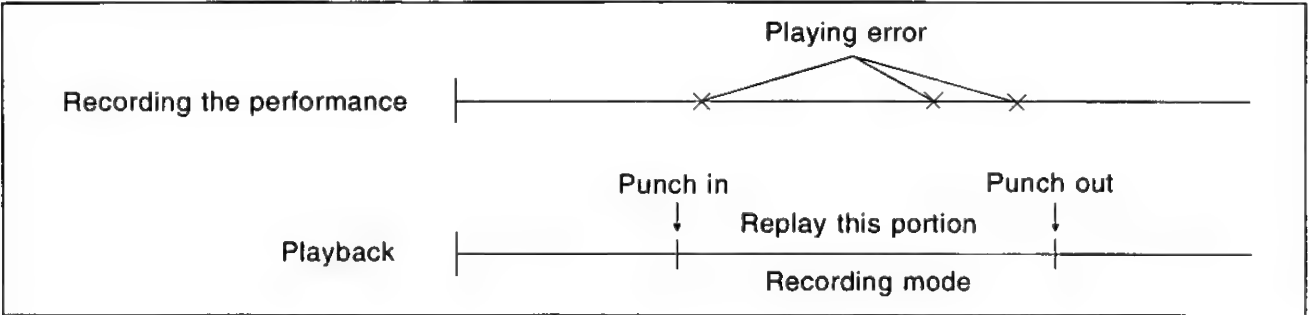 Playing error
Recording the performance
Punch in
Punch out
Replay this portion
Playback
Recording mode